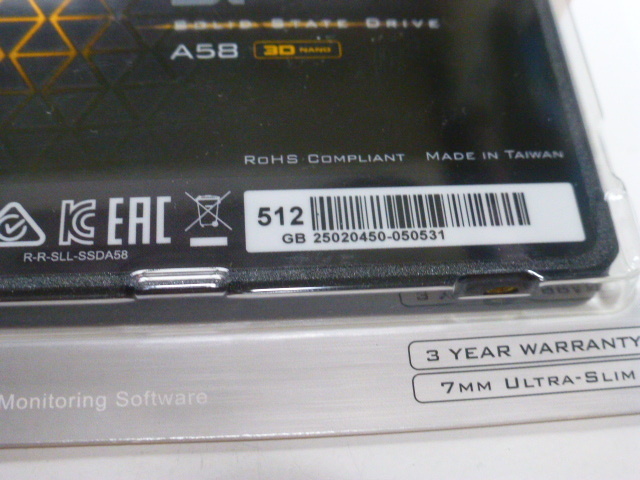 SOLID STATE DRIVE
A58 3D NAND
ROHS COMPLIANT MADE IN TAIWAN
EAC
512
GB 25020450-050531
R-R-SLL-SSDA58
3 YEAR WARRANTY
7MM ULTRA-SLIM
Monitoring Software